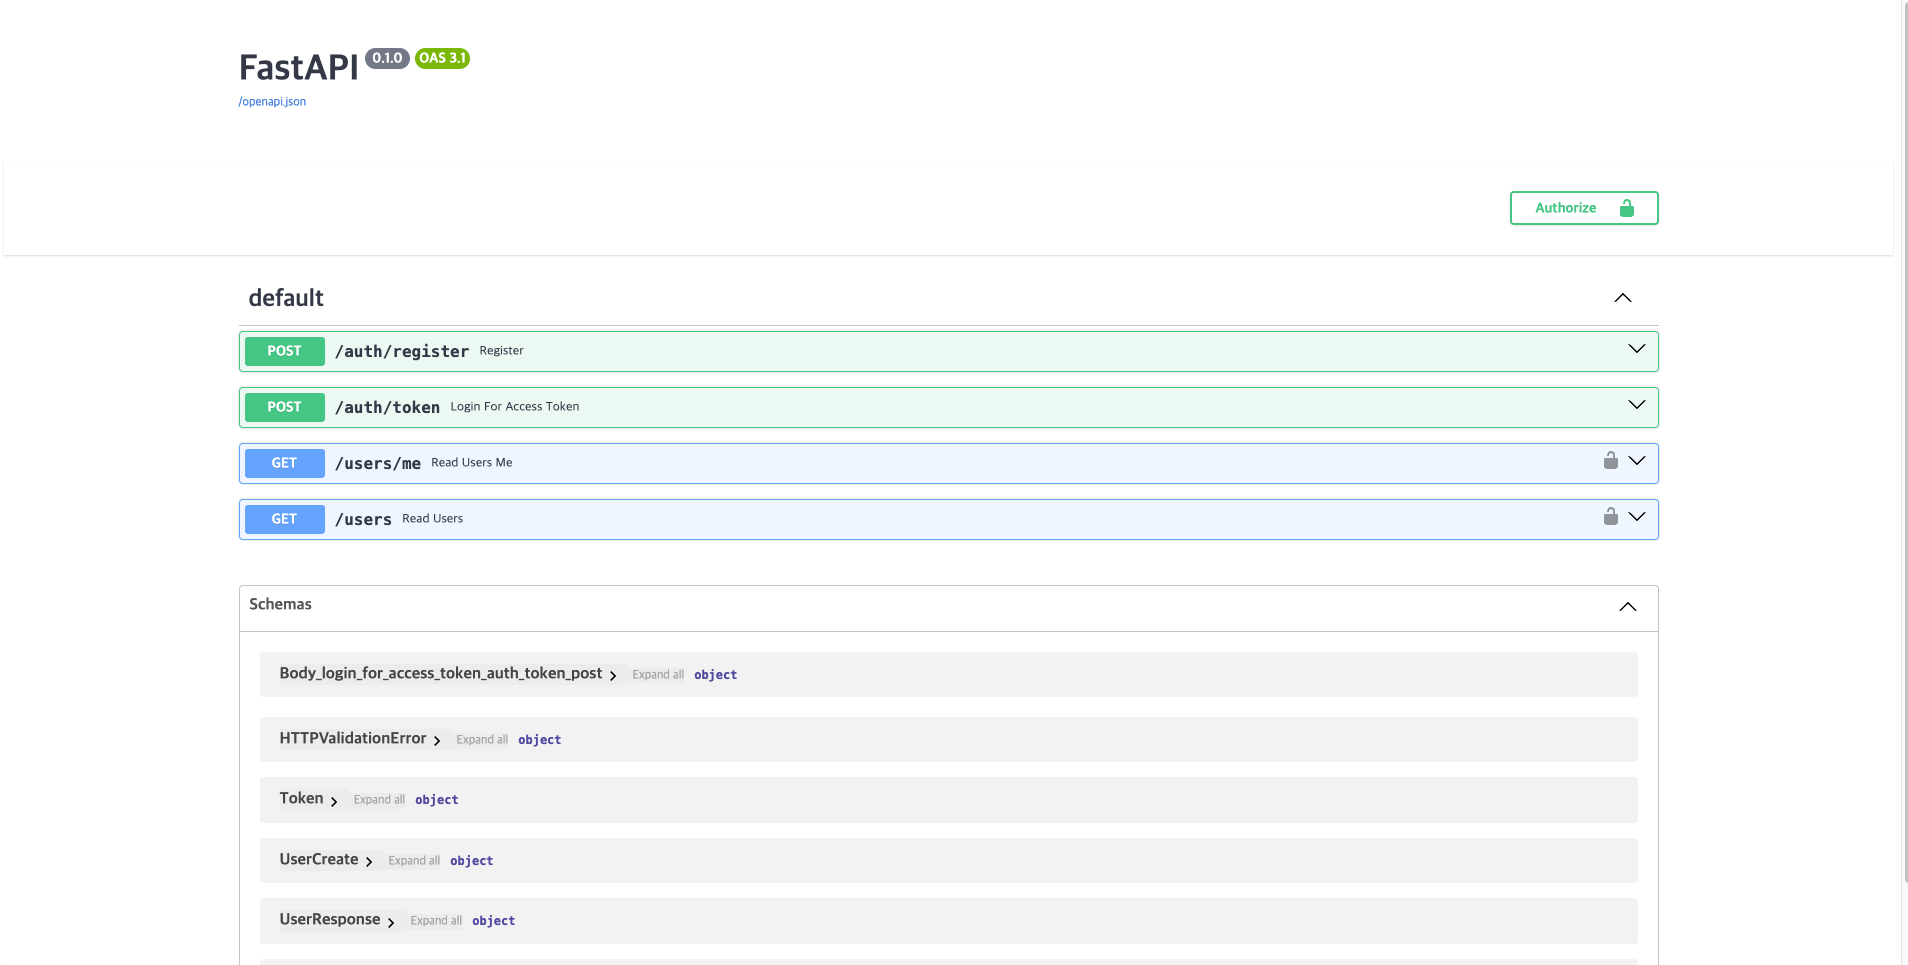 FastAPI 0.1.0 OAS 3.1
/openapi.json
Authorize
default
POST /auth/register Register
POST /auth/token Login For Access Token
GET /users/me Read Users Me
GET /users Read Users
Schemas
Body_login_for_access_token_auth_token_post Expand all object
HTTPValidationError Expand all object
Token Expand all object
UserCreate Expand all object
UserResponse Expand all object